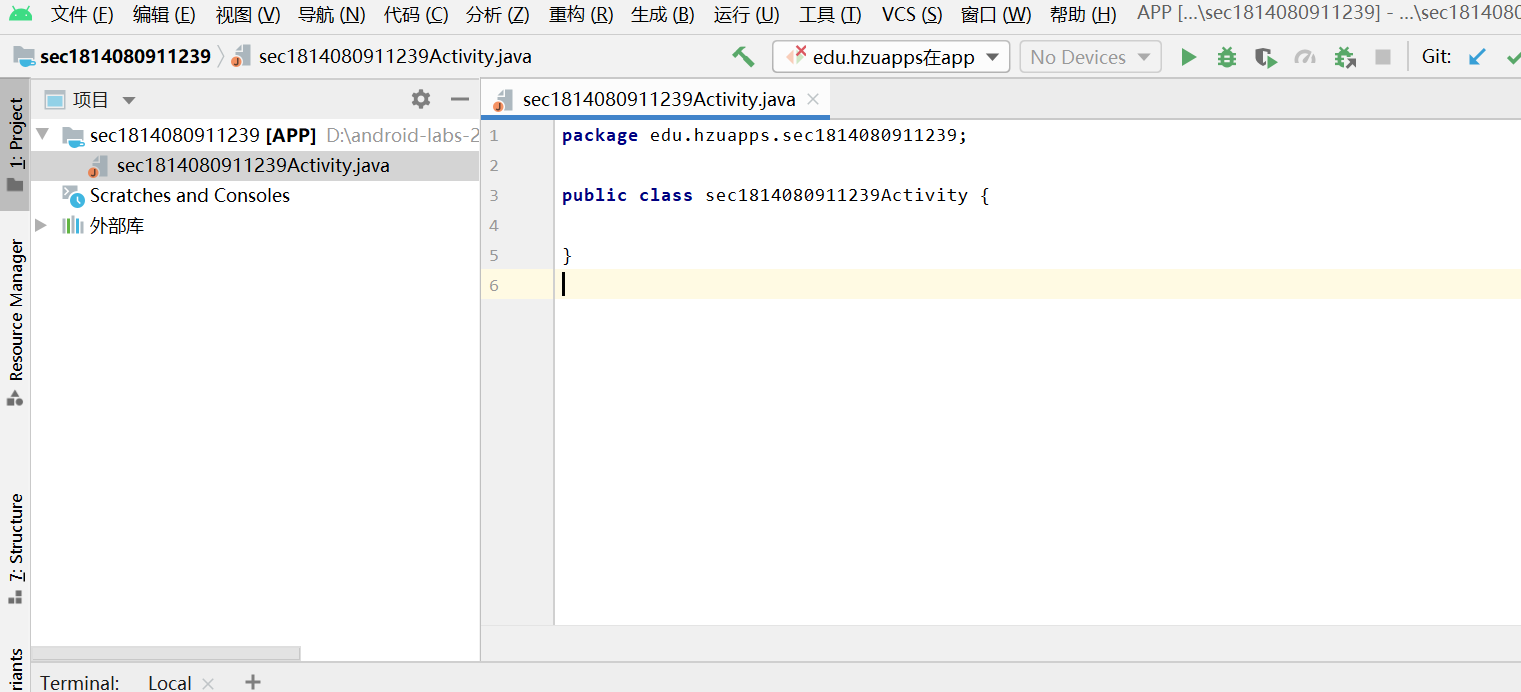 文件 (F) 编辑 (E) 视图 (V) 导航 (N) 代码 (C) 分析 (Z) 重构 (R) 生成 (B) 运行 (U) 工具 (T) VCS (S) 窗口 (W) 帮助 (H) APP [...\sec1814080911239] - ...\sec181408
sec1814080911239 sec1814080911239Activity.java edu.hzuapps在app No Devices Git:
项目 sec1814080911239Activity.java
1: Project
sec1814080911239 [APP] D:\android-labs-2
sec1814080911239Activity.java
Scratches and Consoles
外部库
Resource Manager
7: Structure
riants
1 package edu.hzuapps.sec1814080911239;
2
3 public class sec1814080911239Activity {
4
5 }
6
Terminal: Local